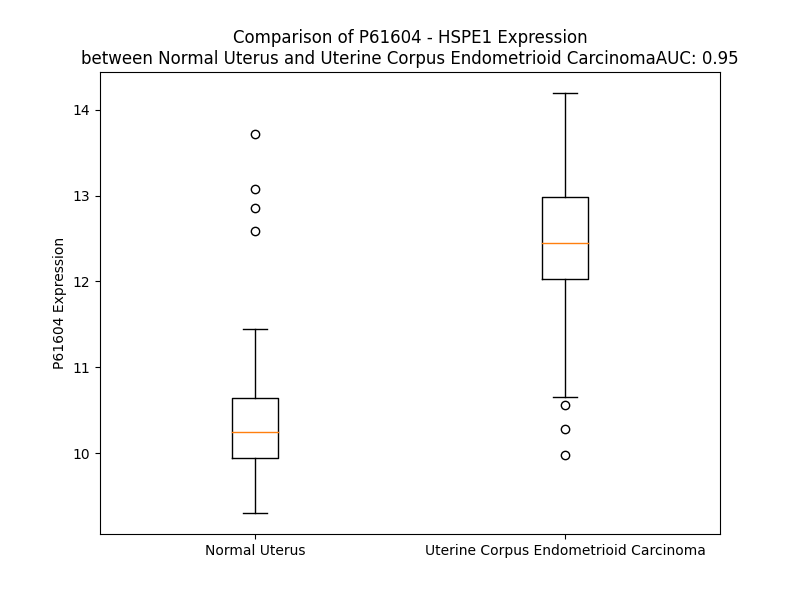 Comparison of P61604 - HSPE1 Expression
between Normal Uterus and Uterine Corpus Endometrioid CarcinomaAUC: 0.95
14
13
12
11
10
P61604 Expression
Normal Uterus
Uterine Corpus Endometrioid Carcinoma